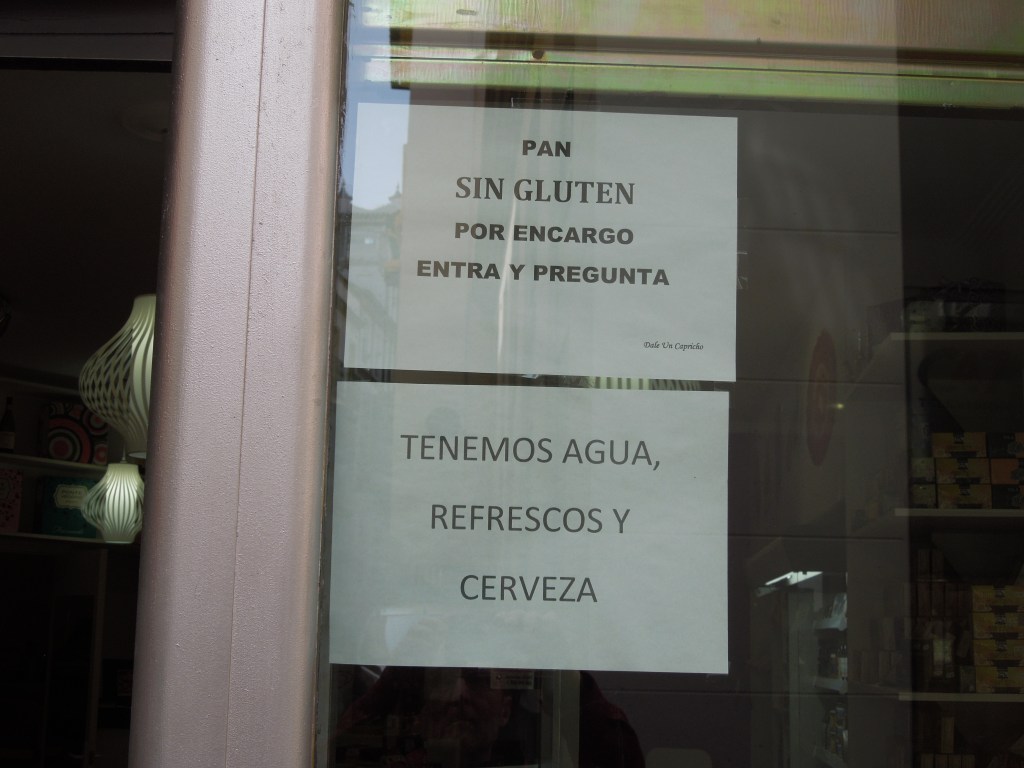 PAN
SIN GLUTEN
POR ENCARGO
ENTRA Y PREGUNTA
Dale Un Capricho
TENEMOS AGUA,
REFRESCOS Y
CERVEZA